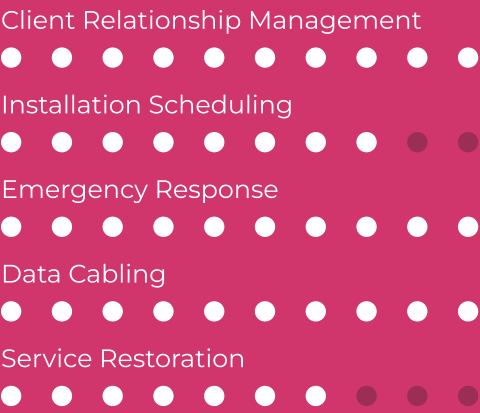 Client Relationship Management
Installation Scheduling
Emergency Response
Data Cabling
Service Restoration